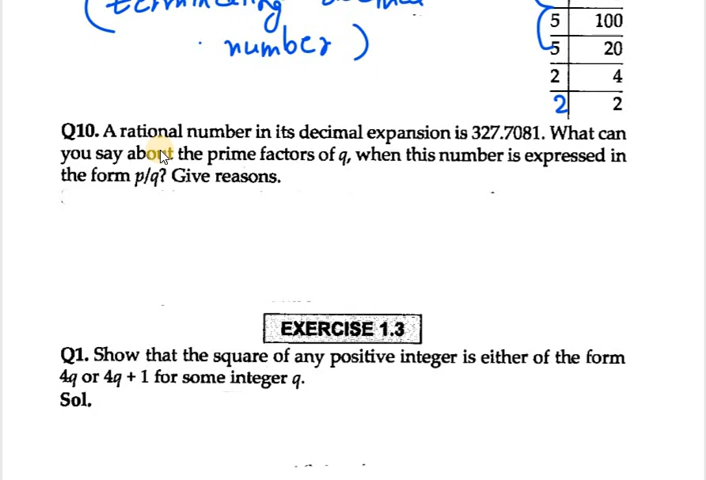 (terminating decimal
number)
5 100
5 20
2 4
2 2
Q10. A rational number in its decimal expansion is 327.7081. What can
you say about the prime factors of q, when this number is expressed in
the form p/q? Give reasons.
EXERCISE 1.3
Q1. Show that the square of any positive integer is either of the form
4q or 4q + 1 for some integer q.
Sol.